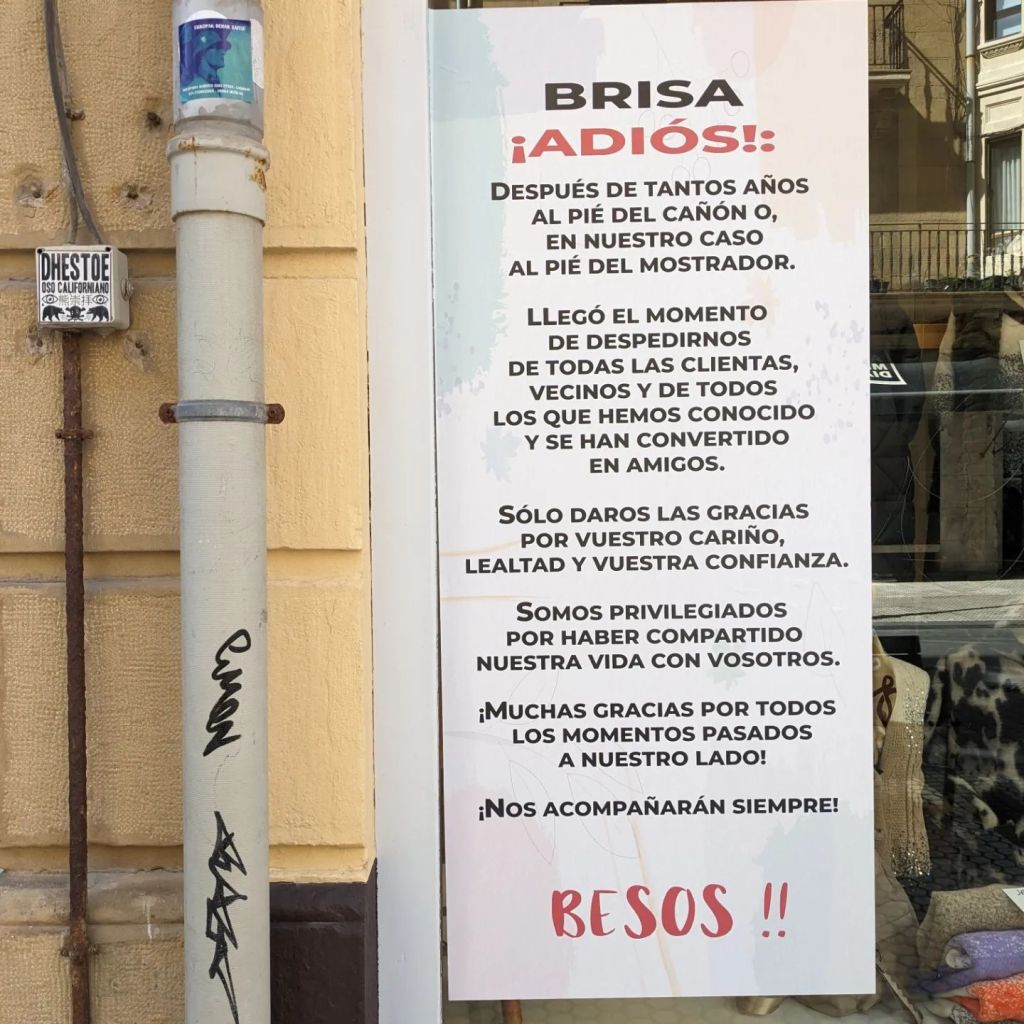 DHESTOE
OSO CALIFORNIANO
熊崇拝
BRISA
¡ADIÓS!:
DESPUÉS DE TANTOS AÑOS
AL PIÉ DEL CAÑÓN O,
EN NUESTRO CASO
AL PIÉ DEL MOSTRADOR.
LLEGÓ EL MOMENTO
DE DESPEDIRNOS
DE TODAS LAS CLIENTAS,
VECINOS Y DE TODOS
LOS QUE HEMOS CONOCIDO
Y SE HAN CONVERTIDO
EN AMIGOS.
SÓLO DAROS LAS GRACIAS
POR VUESTRO CARIÑO,
LEALTAD Y VUESTRA CONFIANZA.
SOMOS PRIVILEGIADOS
POR HABER COMPARTIDO
NUESTRA VIDA CON VOSOTROS.
¡MUCHAS GRACIAS POR TODOS
LOS MOMENTOS PASADOS
A NUESTRO LADO!
¡NOS ACOMPAÑARÁN SIEMPRE!
BESOS !!